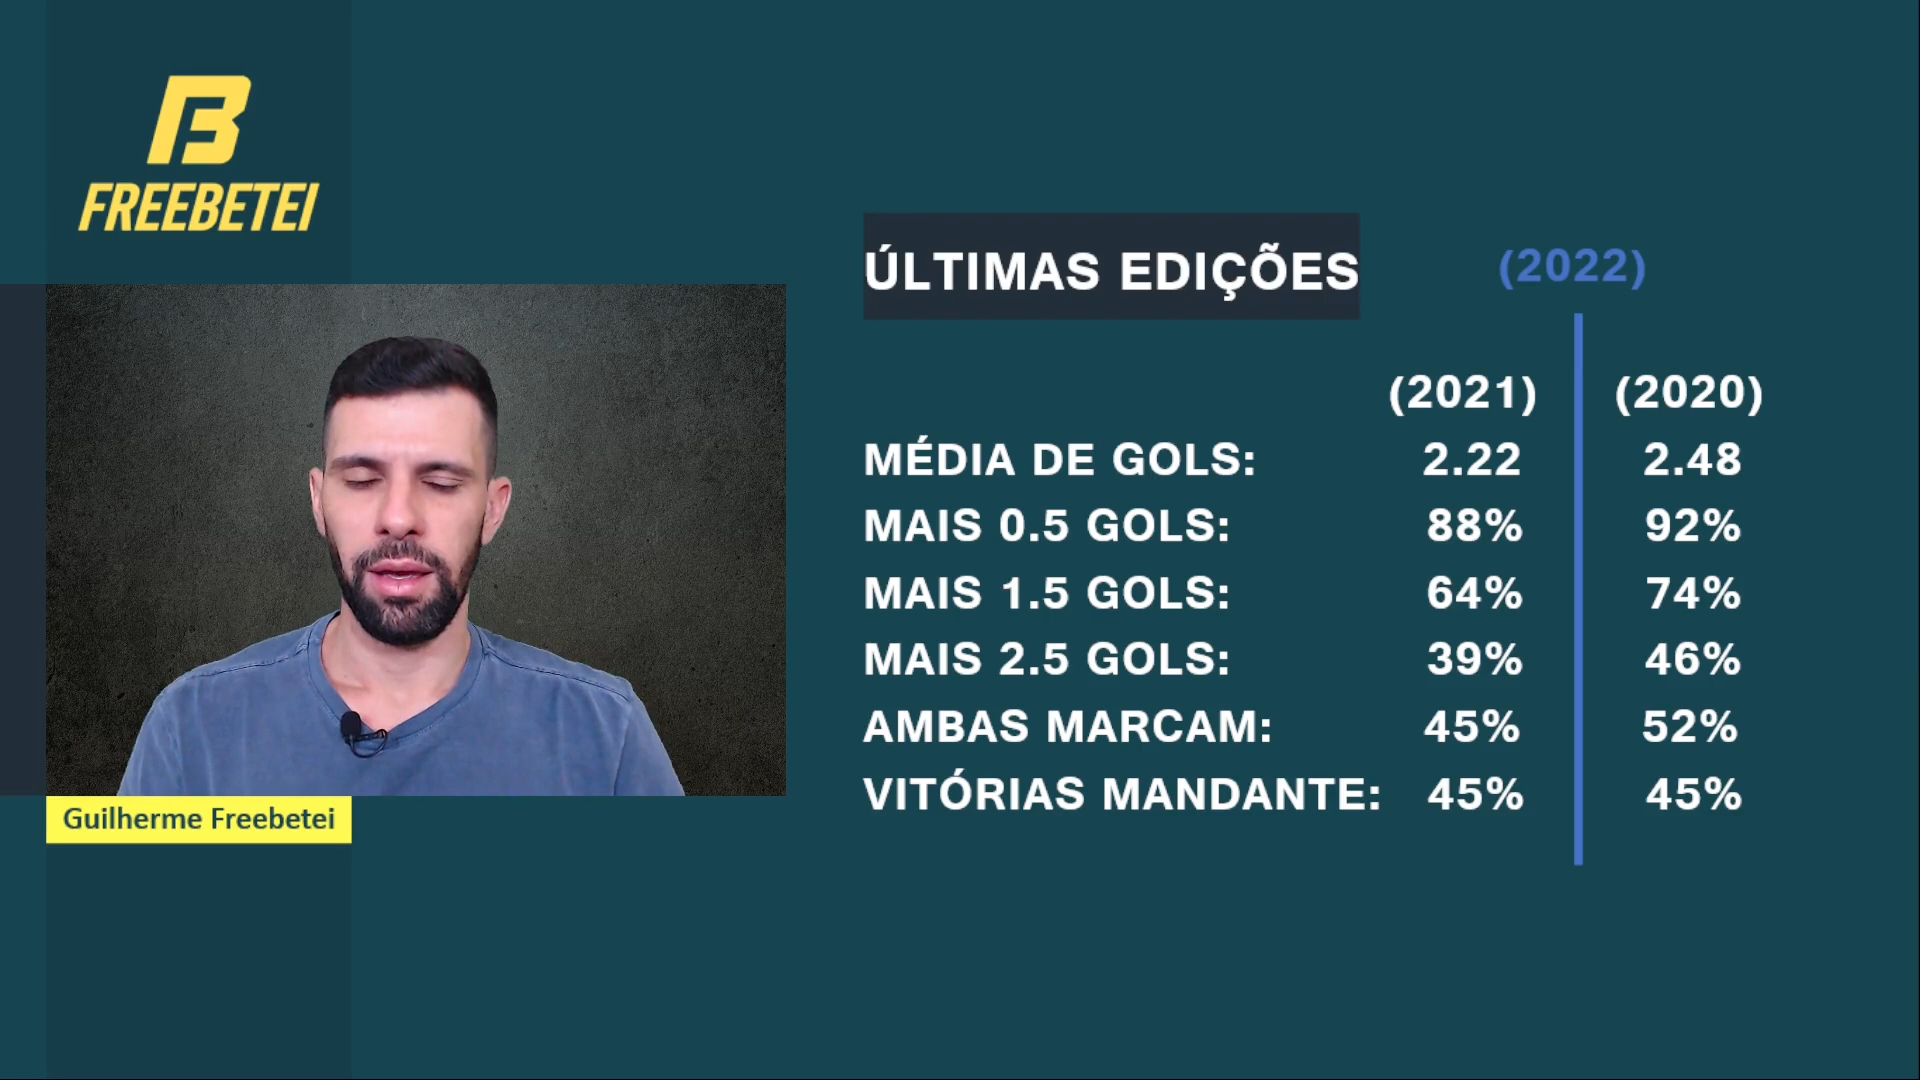 FREEBETEI
Guilherme Freebetei
ÚLTIMAS EDIÇÕES (2022)
(2021) (2020)
MÉDIA DE GOLS: 2.22 2.48
MAIS 0.5 GOLS: 88% 92%
MAIS 1.5 GOLS: 64% 74%
MAIS 2.5 GOLS: 39% 46%
AMBAS MARCAM: 45% 52%
VITÓRIAS MANDANTE: 45% 45%